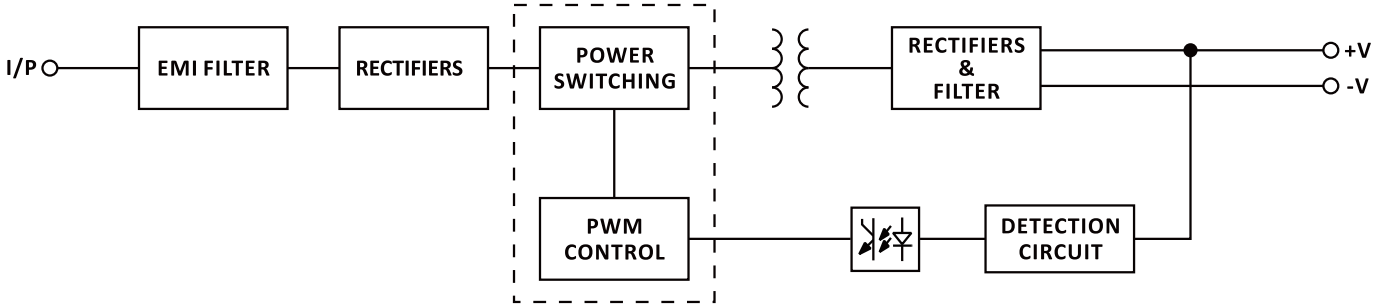 I/P
EMI FILTER
RECTIFIERS
POWER
SWITCHING
RECTIFIERS
&
FILTER
+V
-V
PWM
CONTROL
DETECTION
CIRCUIT